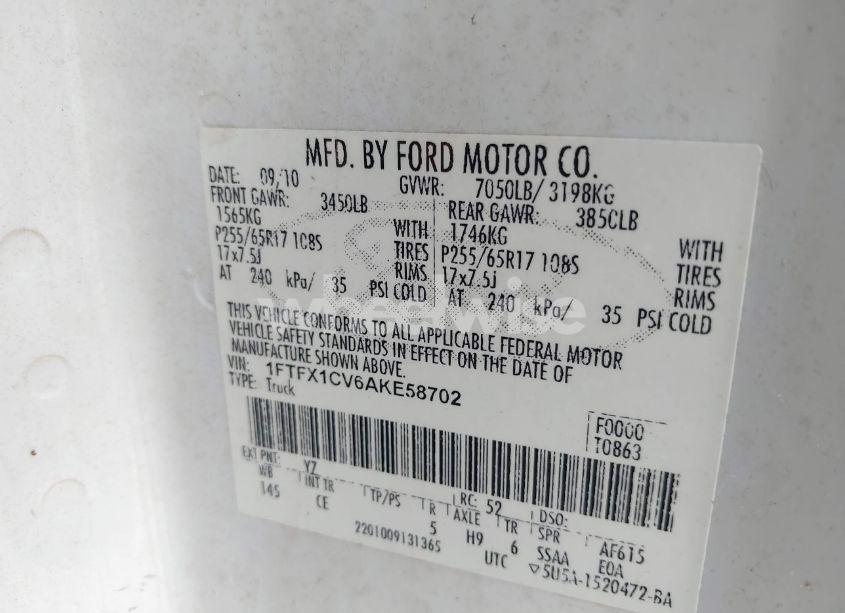 MFD. BY FORD MOTOR CO.
DATE: 09/10 GVWR: 7050LB/ 3198KG
FRONT GAWR: 3450LB REAR GAWR: 3850LB
1565KG WITH 1746KG WITH
P255/65R17 108S TIRES P255/65R17 108S TIRES
17x7.5J RIMS 17x7.5J RIMS
AT 240 kPa/ 35 PSI COLD AT 240 kPa/ 35 PSI COLD
wheelwise
THIS VEHICLE CONFORMS TO ALL APPLICABLE FEDERAL MOTOR
VEHICLE SAFETY STANDARDS IN EFFECT ON THE DATE OF
MANUFACTURE SHOWN ABOVE.
VIN: 1FTFX1CV6AKE58702
TYPE: Truck
F0000
T0863
EXT PNT: YZ RC: 52 DSO:
WB INT TR TP/PS R AXLE TR SPR AF615
145 CE 5 H9 6 SSAA EOA
2201009131365 UTC ▽5U5A-1520472-BA